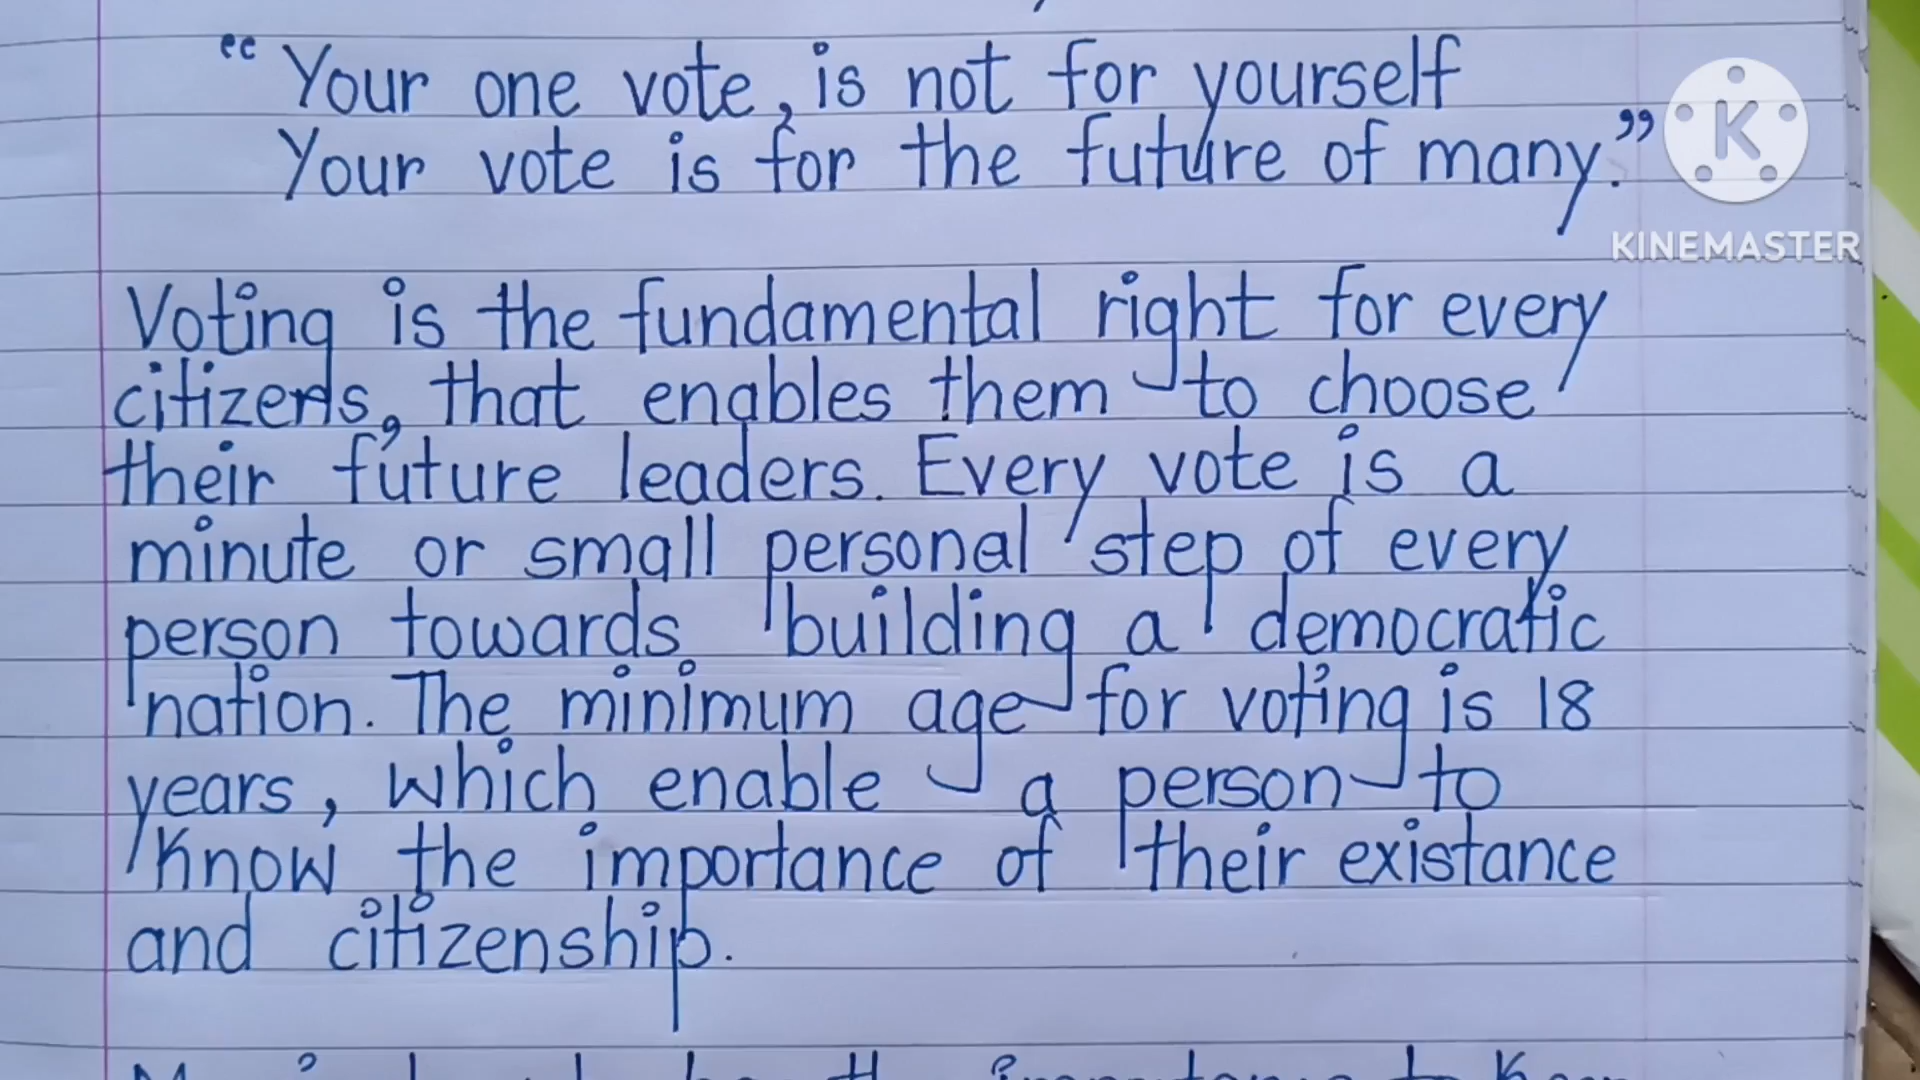 “Your one vote, is not for yourself
Your vote is for the future of many.”
KINEMASTER
Voting is the fundamental right for every
citizens, that enables them to choose
their future leaders. Every vote is a
minute or small personal step of every
person towards building a democratic
nation. The minimum age for voting is 18
years, which enable a person to
know the importance of their existance
and citizenship.